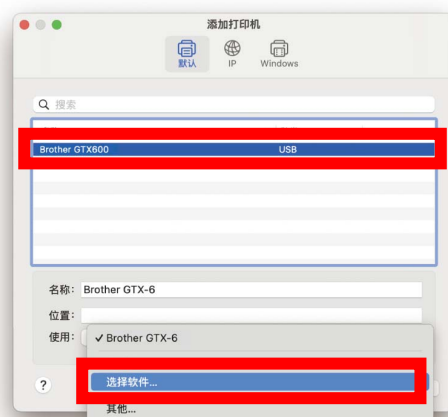 添加打印机
默认 IP Windows
搜索
Brother GTX600 USB
名称: Brother GTX-6
位置:
使用: ✓ Brother GTX-6
选择软件...
?
其他...